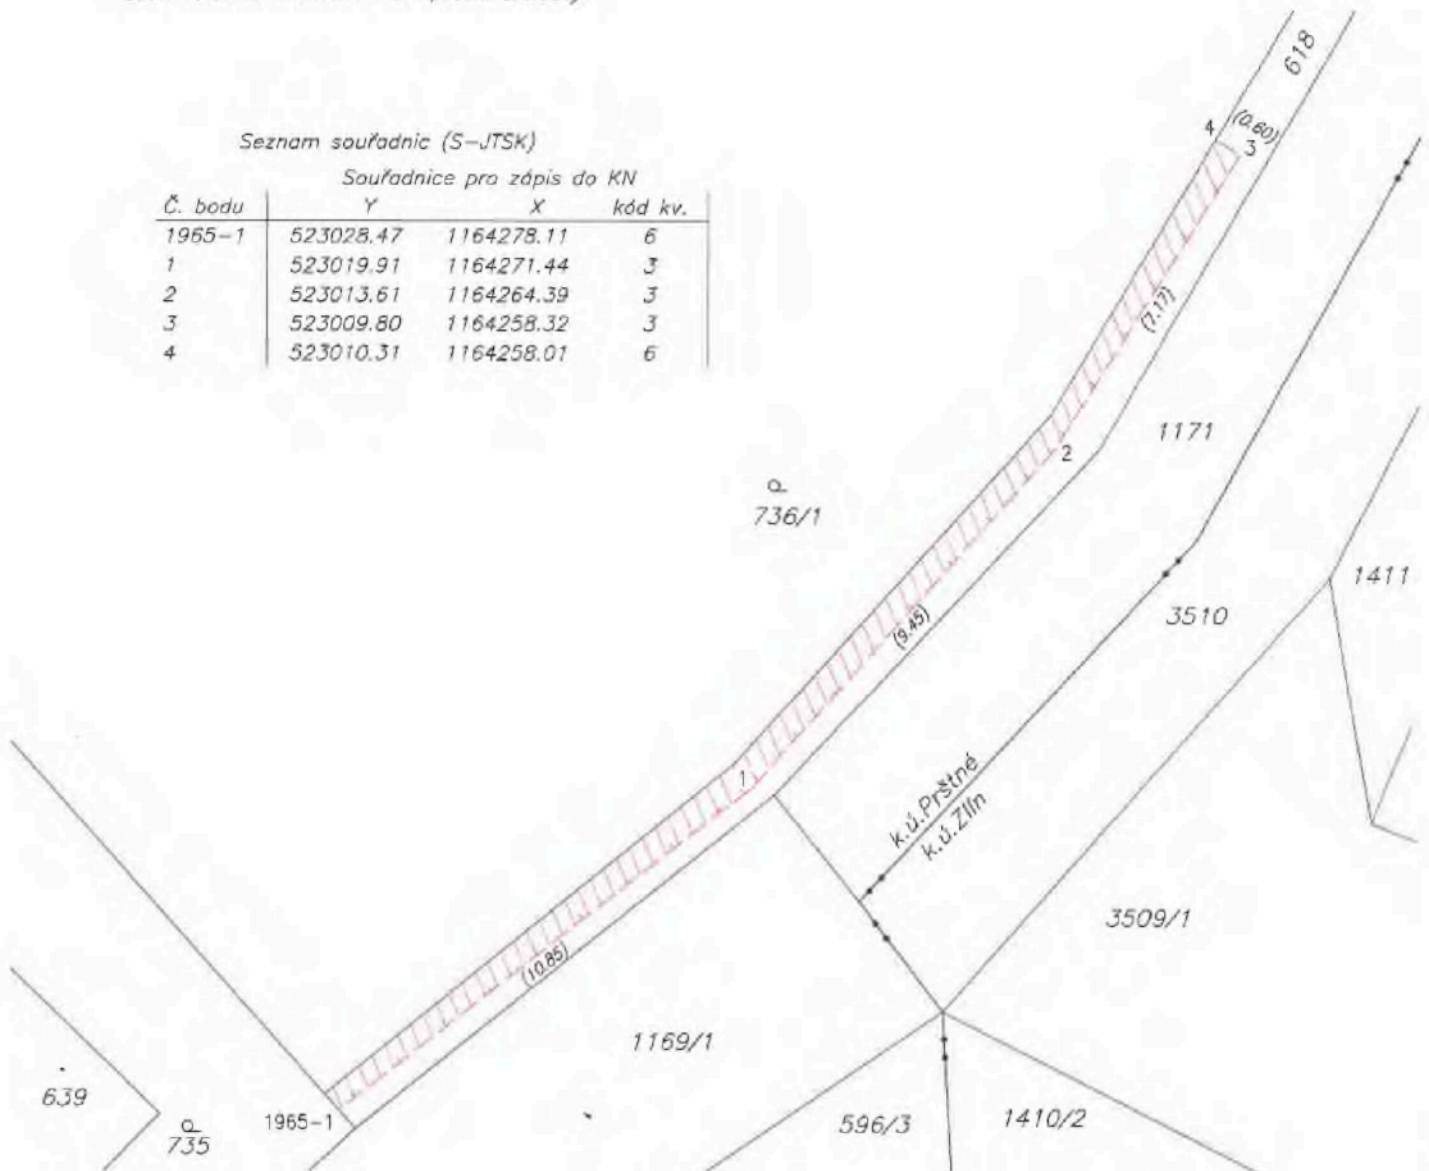 Seznam souřadnic (S-JTSK)
Souřadnice pro zápis do KN
Č. bodu Y X kód kv.
1965-1 523028.47 1164278.11 6
1 523019.91 1164271.44 3
2 523013.61 1164264.39 3
3 523009.80 1164258.32 3
4 523010.31 1164258.01 6
618
4
(0.60)
3
(7.17)
1171
2
736/1
1411
3510
(9.45)
1
k.ú.Prštné
k.ú.Zlín
3509/1
(10.85)
1169/1
639
1965-1
735
596/3
1410/2